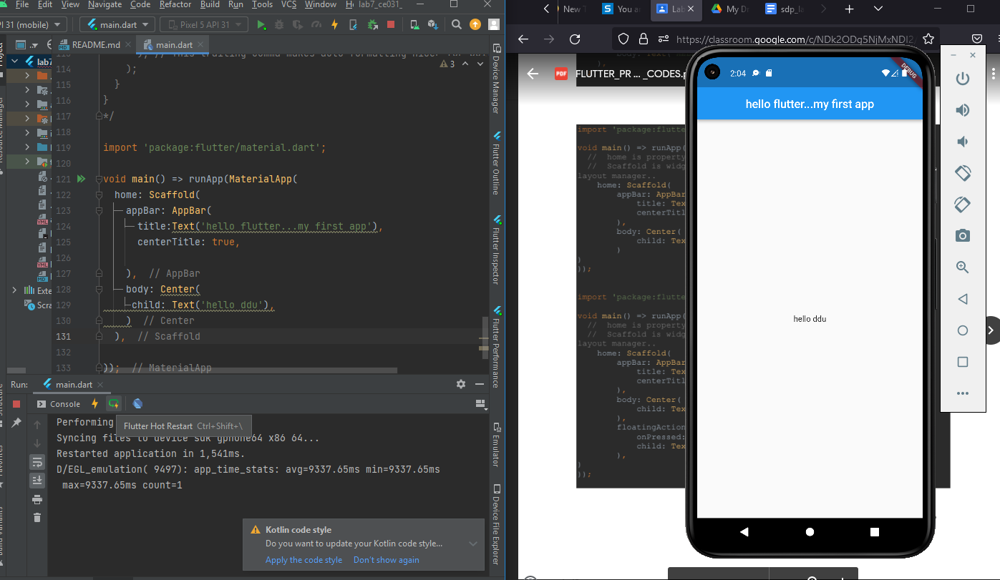 File Edit View Navigate Code Refactor Build Run Tools VCS Window lab7_ce031_
31 (mobile) main.dart Pixel 5 API 31
README.md main.dart
lab7
3
114 );
115 }
116 }
117 */
118
119 import 'package:flutter/material.dart';
120
121 void main() => runApp(MaterialApp(
122 home: Scaffold(
123 appBar: AppBar(
124 title:Text('hello flutter...my first app'),
125 centerTitle: true,
126
127 ), // AppBar
128 body: Center(
129 child: Text('hello ddu'),
130 ) // Center
131 ), // Scaffold
132
133 )); // MaterialApp
Device Manager
Flutter Outline
Flutter Inspector
Flutter Performance
Emulator
Device File Explorer
Resource Manager
Run: main.dart
Console
Performing
Flutter Hot Restart Ctrl+Shift+\
Syncing files to device sdk gphone64 x86 64...
Restarted application in 1,541ms.
D/EGL_emulation( 9497): app_time_stats: avg=9337.65ms min=9337.65ms
max=9337.65ms count=1
Kotlin code style
Do you want to update your Kotlin code style...
Apply the code style Don't show again
New T You a Lab My D sdp_la
https://classroom.google.com/c/NDk2ODg5NjMxNDI2
PDF FLUTTER_PR ... _CODES.p
import 'package:flutte
void main() => runApp(
// home is property
// Scaffold is widg
layout manager..
home: Scaffold(
appBar: AppBar
title: Tex
centerTitl
),
body: Center(
child: Tex
)
)
));
import 'package:flutte
void main() => runApp(
// home is property
// Scaffold is widg
layout manager..
home: Scaffold(
appBar: AppBar
title: Tex
centerTitl
),
body: Center(
child: Tex
),
floatingAction
onPressed:
child: Tex
),
)
));
2:04
DEBUG
hello flutter...my first app
hello ddu